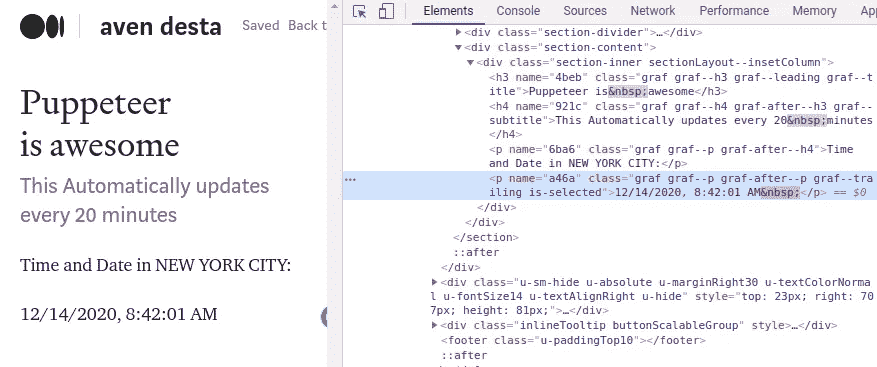 aven desta
Saved
Back t
Puppeteer
is awesome
This Automatically updates
every 20 minutes
Time and Date in NEW YORK CITY:
12/14/2020, 8:42:01 AM
Elements Console Sources Network Performance Memory Ap
▶<div class="section-divider">…</div>
▼<div class="section-content">
▼<div class="section-inner sectionLayout--insetColumn">
<h3 name="4beb" class="graf graf--h3 graf--leading graf--t
itle">Puppeteer is&nbsp;awesome</h3>
<h4 name="921c" class="graf graf--h4 graf-after--h3 graf--
subtitle">This Automatically updates every 20&nbsp;minutes
</h4>
<p name="6ba6" class="graf graf--p graf-after--h4">Time
and Date in NEW YORK CITY:</p>
<p name="a46a" class="graf graf--p graf-after--p graf--tra
iling is-selected">12/14/2020, 8:42:01 AM&nbsp;</p> == $0
</div>
</div>
</section>
::after
</div>
▶<div class="u-sm-hide u-absolute u-marginRight30 u-textColorNorma
l u-fontSize14 u-textAlignRight u-hide" style="top: 23px; right: 70
7px; height: 81px;">…</div>
▶<div class="inlineTooltip buttonScalableGroup" style>…</div>
<footer class="u-paddingTop10"></footer>
::after